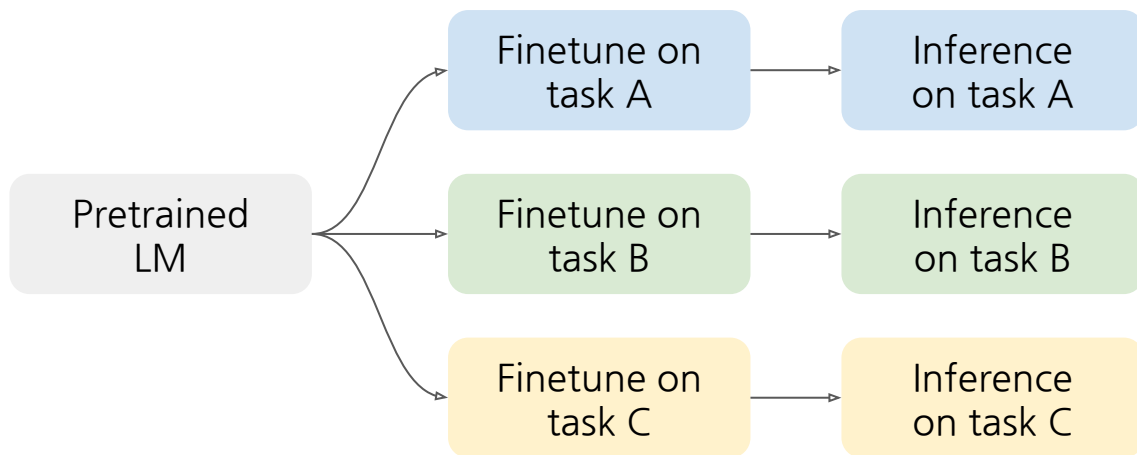 Finetune on
task A
Inference
on task A
Pretrained
LM
Finetune on
task B
Inference
on task B
Finetune on
task C
Inference
on task C